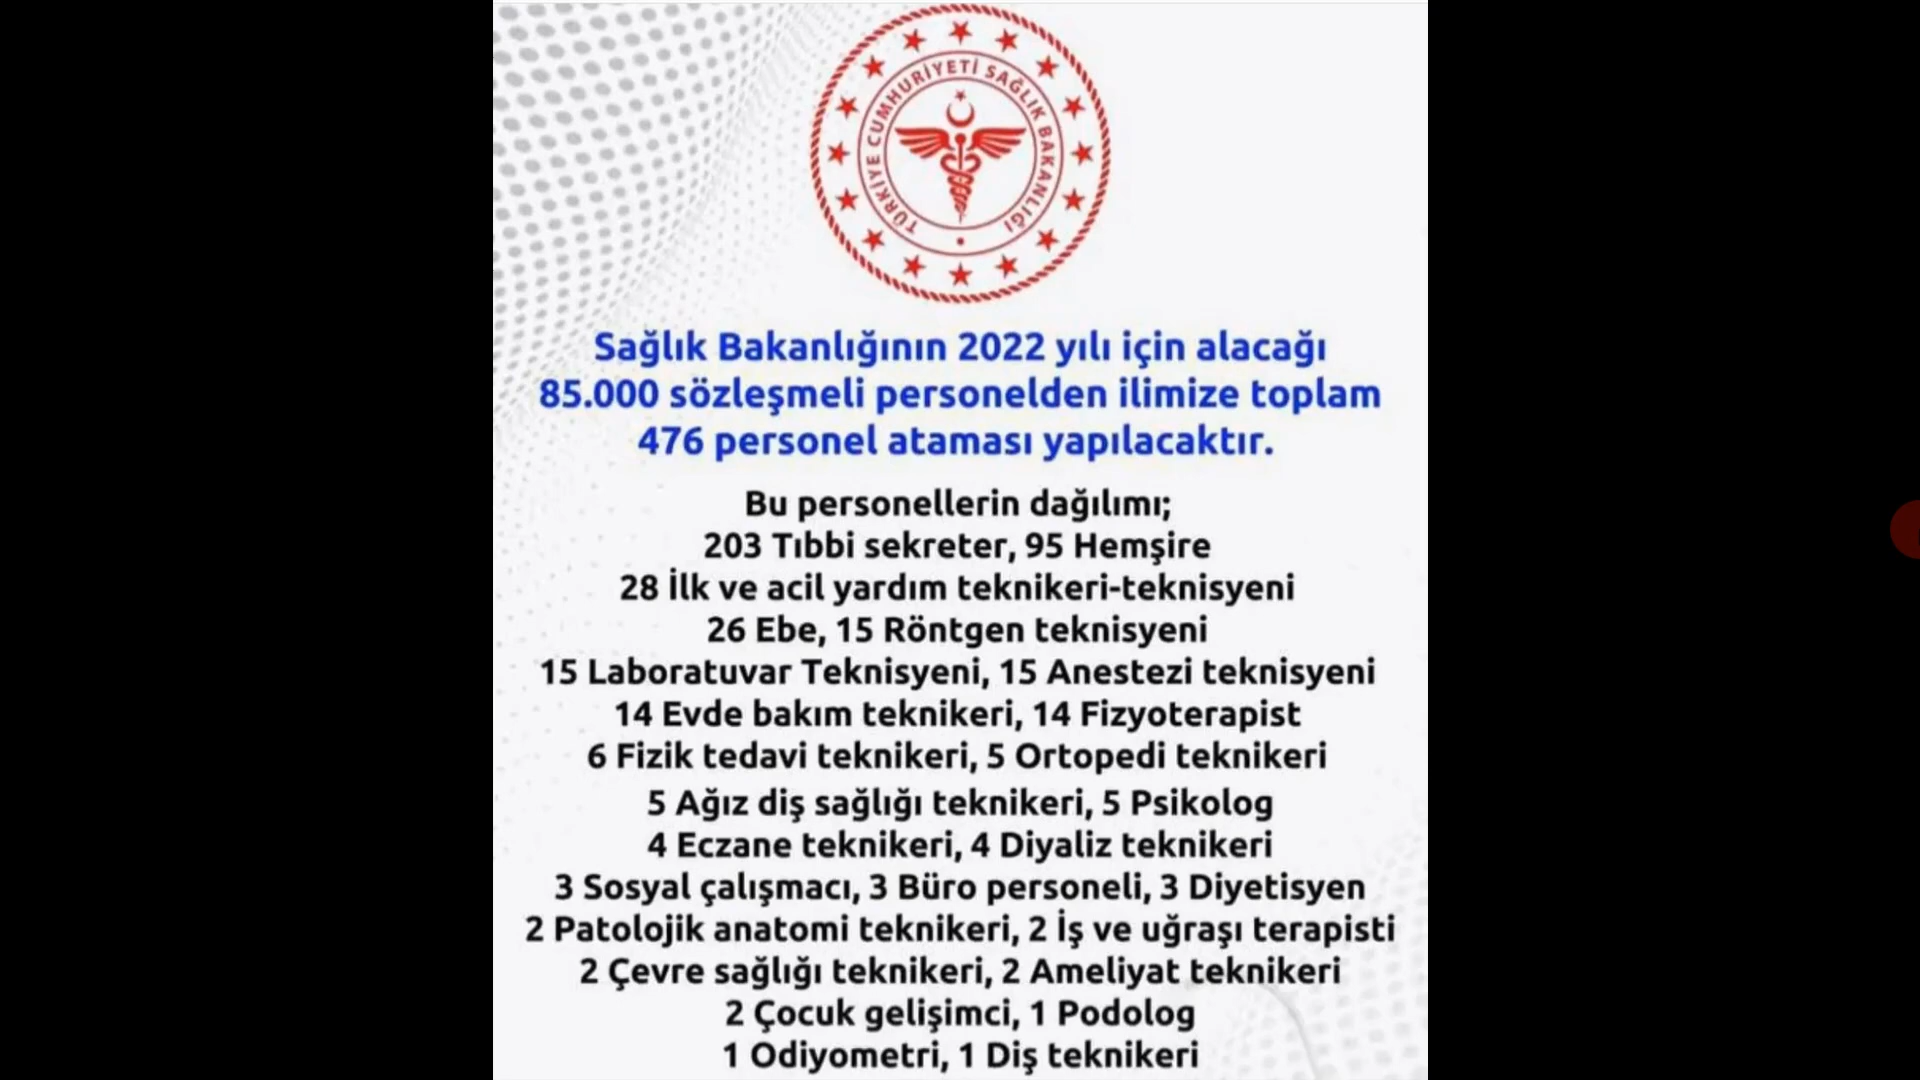 TÜRKİYE CUMHURİYETİ SAĞLIK BAKANLIĞI
Sağlık Bakanlığının 2022 yılı için alacağı
85.000 sözleşmeli personelden ilimize toplam
476 personel ataması yapılacaktır.
Bu personellerin dağılımı;
203 Tıbbi sekreter, 95 Hemşire
28 İlk ve acil yardım teknikeri-teknisyeni
26 Ebe, 15 Röntgen teknisyeni
15 Laboratuvar Teknisyeni, 15 Anestezi teknisyeni
14 Evde bakım teknikeri, 14 Fizyoterapist
6 Fizik tedavi teknikeri, 5 Ortopedi teknikeri
5 Ağız diş sağlığı teknikeri, 5 Psikolog
4 Eczane teknikeri, 4 Diyaliz teknikeri
3 Sosyal çalışmacı, 3 Büro personeli, 3 Diyetisyen
2 Patolojik anatomi teknikeri, 2 İş ve uğraşı terapisti
2 Çevre sağlığı teknikeri, 2 Ameliyat teknikeri
2 Çocuk gelişimci, 1 Podolog
1 Odiyometri, 1 Diş teknikeri